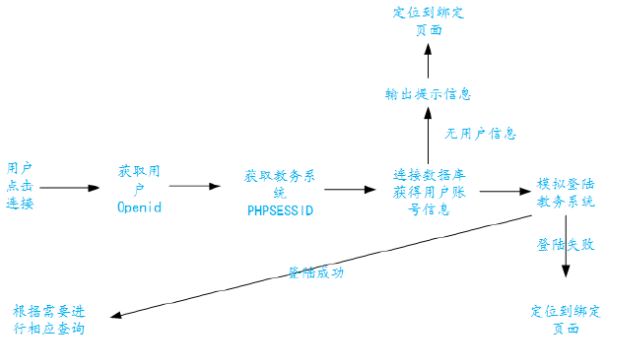 定位到绑定
页面
输出提示信息
无用户信息
用户
点击
连接
获取用
户
Openid
获取教务系
统
PHPSESSID
连接数据库
获得用户账
号信息
模拟登陆
教务系统
登陆失败
登陆成功
根据需要进
行相应查询
定位到绑定
页面